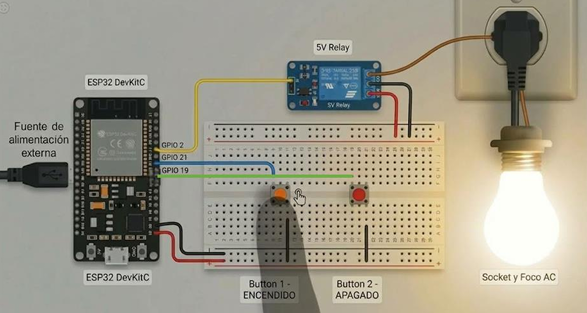 5V Relay
ESP32 DevKitC
5V Relay
Fuente de
alimentación
externa
GPIO 2
GPIO 21
GPIO 19
ESP32 DevKitC
Button 1 -
ENCENDIDO
Button 2 -
APAGADO
Socket y Foco AC